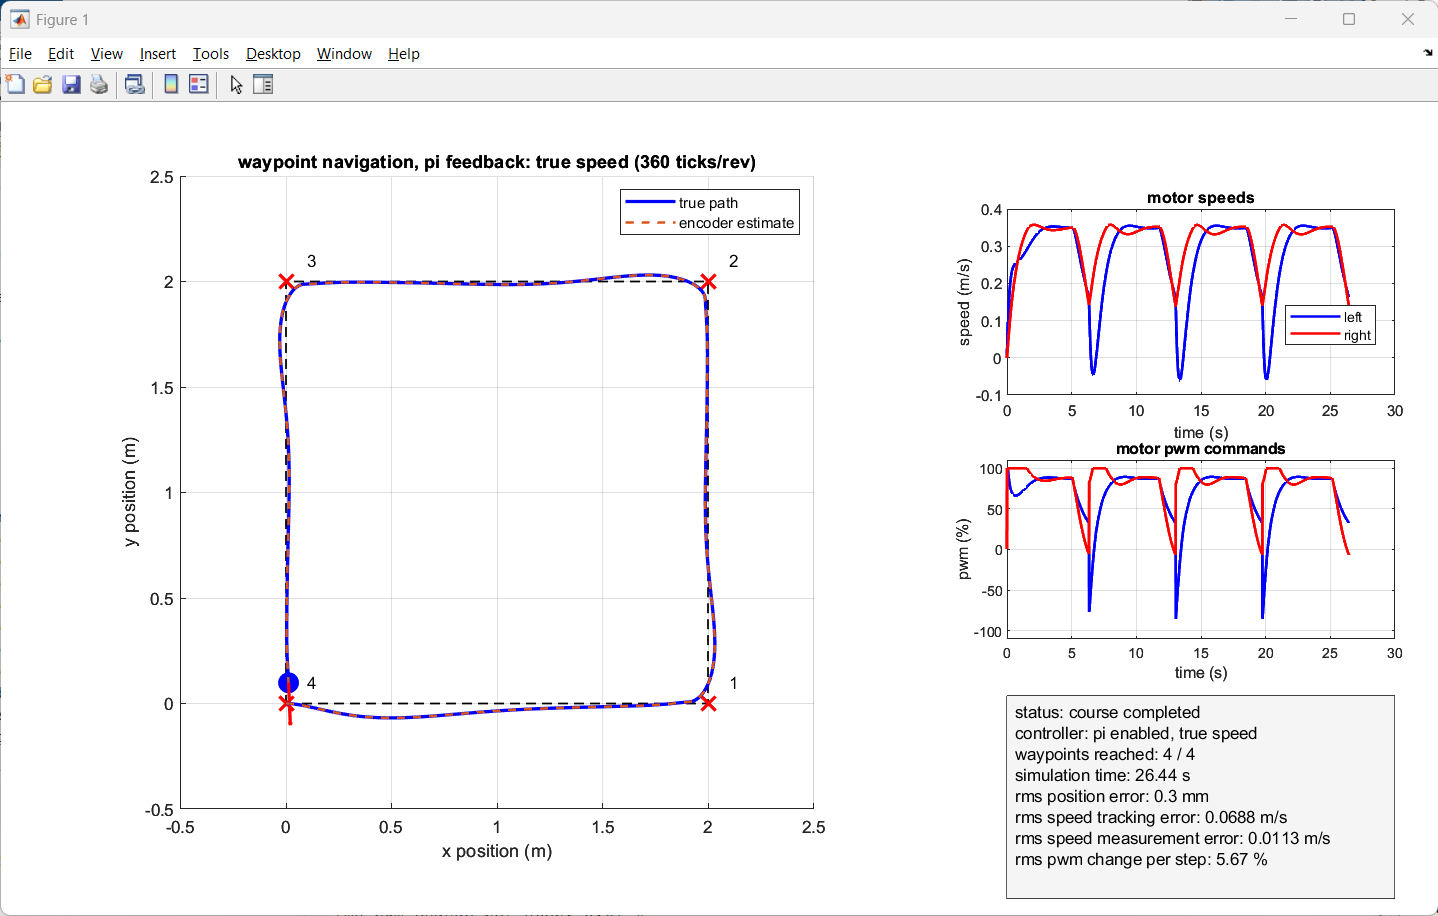 Figure 1
File Edit View Insert Tools Desktop Window Help
waypoint navigation, pi feedback: true speed (360 ticks/rev)
2.5
2
1.5
1
0.5
0
-0.5
-0.5 0 0.5 1 1.5 2 2.5
x position (m)
y position (m)
true path
encoder estimate
3
2
4
1
motor speeds
0.4
0.3
0.2
0.1
0
-0.1
0 5 10 15 20 25 30
time (s)
speed (m/s)
left
right
motor pwm commands
100
50
0
-50
-100
0 5 10 15 20 25 30
time (s)
pwm (%)
status: course completed
controller: pi enabled, true speed
waypoints reached: 4 / 4
simulation time: 26.44 s
rms position error: 0.3 mm
rms speed tracking error: 0.0688 m/s
rms speed measurement error: 0.0113 m/s
rms pwm change per step: 5.67 %